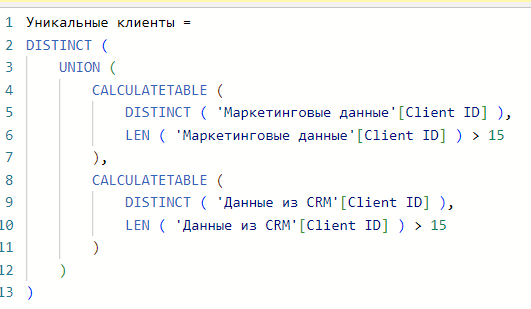 1 Уникальные клиенты =
2 DISTINCT (
3 UNION (
4 CALCULATETABLE (
5 DISTINCT ( 'Маркетинговые данные'[Client ID] ),
6 LEN ( 'Маркетинговые данные'[Client ID] ) > 15
7 ),
8 CALCULATETABLE (
9 DISTINCT ( 'Данные из CRM'[Client ID] ),
10 LEN ( 'Данные из CRM'[Client ID] ) > 15
11 )
12 )
13 )